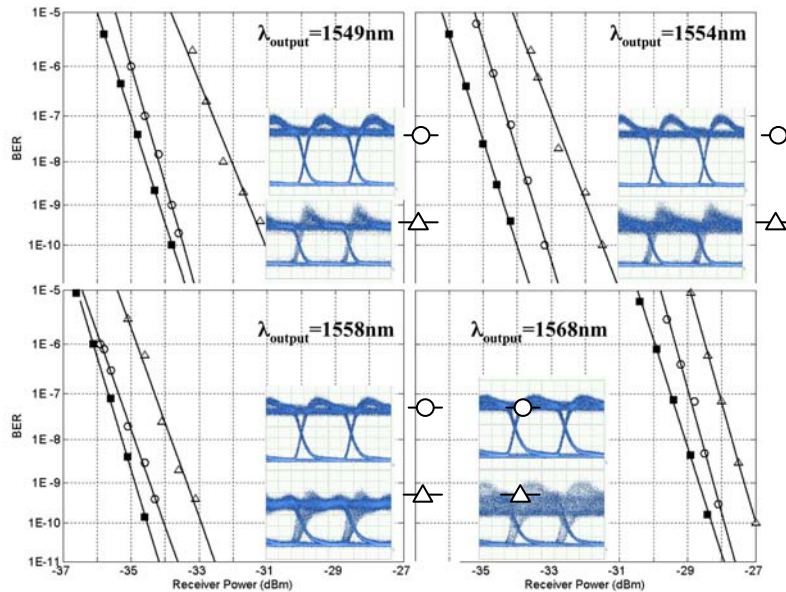 1E-5
1E-6
1E-7
1E-8
1E-9
1E-10
BER
λoutput=1549nm
λoutput=1554nm
1E-5
1E-6
1E-7
1E-8
1E-9
1E-10
1E-11
BER
λoutput=1558nm
λoutput=1568nm
-37 -35 -33 -31 -29 -27
Receiver Power (dBm)
-35 -33 -31 -29 -27
Receiver Power (dBm)